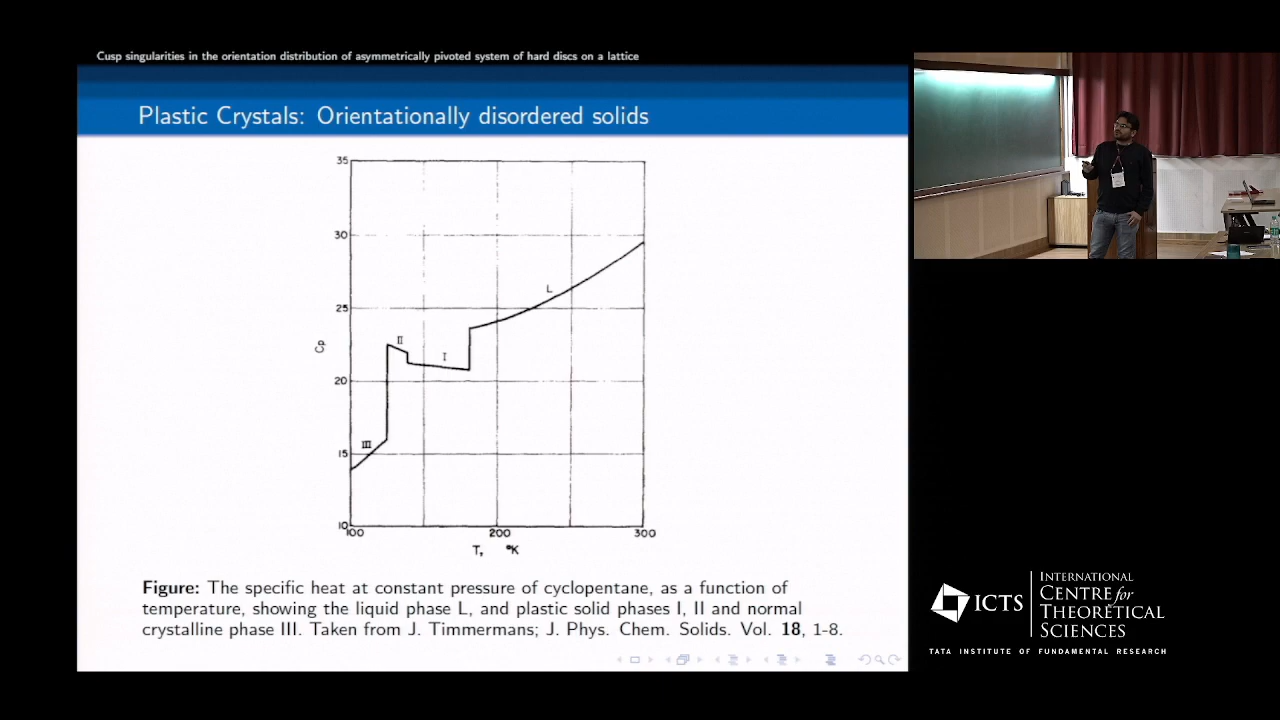 Cusp singularities in the orientation distribution of asymmetrically pivoted system of hard discs on a lattice
Plastic Crystals: Orientationally disordered solids
35
30
25
20
15
10
Cp
III
II
I
L
100
200
300
T, °K
Figure: The specific heat at constant pressure of cyclopentane, as a function of
temperature, showing the liquid phase L, and plastic solid phases I, II and normal
crystalline phase III. Taken from J. Timmermans; J. Phys. Chem. Solids. Vol. 18, 1-8.
ICTS
INTERNATIONAL
CENTRE for
THEORETICAL
SCIENCES
TATA INSTITUTE OF FUNDAMENTAL RESEARCH